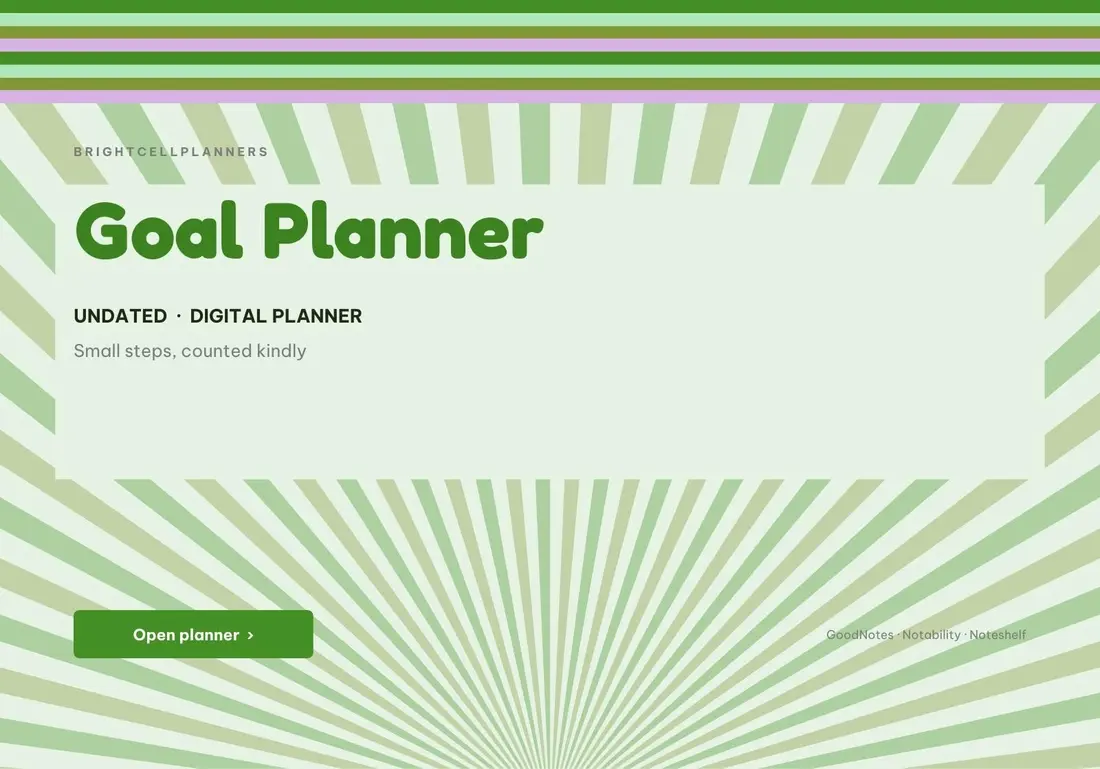 BRIGHTCELLPLANNERS
Goal Planner
UNDATED · DIGITAL PLANNER
Small steps, counted kindly
Open planner ›
GoodNotes · Notability · Noteshelf